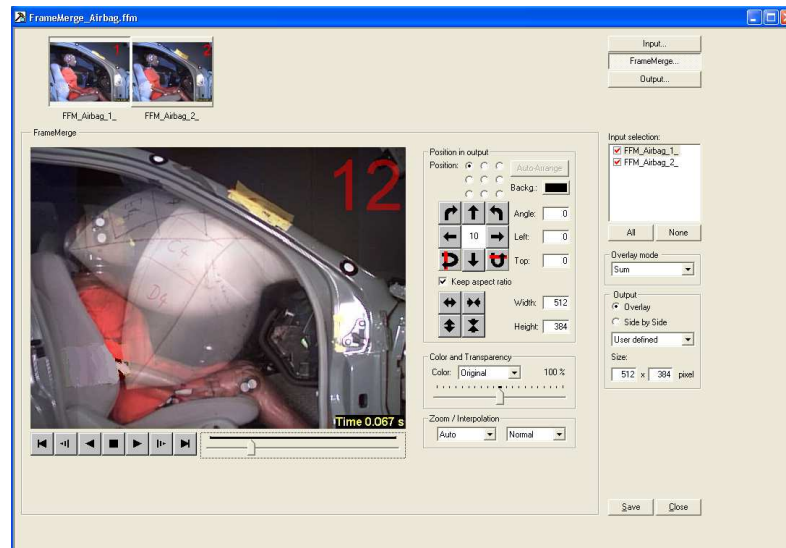 FrameMerge_Airbag.ffm
1
2
FFM_Airbag_1_
FFM_Airbag_2_
Input...
FrameMerge...
Output...
FrameMerge
12
C4
D4
Time 0.067 s
Position in output
Position:
Auto-Arrange
Backg.:
Angle: 0
10
Left: 0
Top: 0
Keep aspect ratio
Width: 512
Height: 384
Color and Transparency
Color: Original 100 %
Zoom / Interpolation
Auto Normal
Input selection:
FFM_Airbag_1_
FFM_Airbag_2_
All None
Overlay mode
Sum
Output
Overlay
Side by Side
User defined
Size:
512 x 384 pixel
Save Close